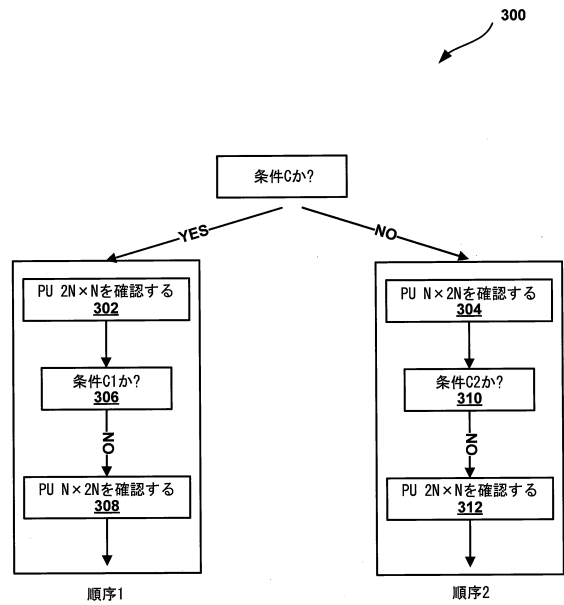 300
条件Cか?
YES
NO
PU 2N×Nを確認する
302
条件C1か?
306
NO
PU N×2Nを確認する
308
順序1
PU N×2Nを確認する
304
条件C2か?
310
NO
PU 2N×Nを確認する
312
順序2